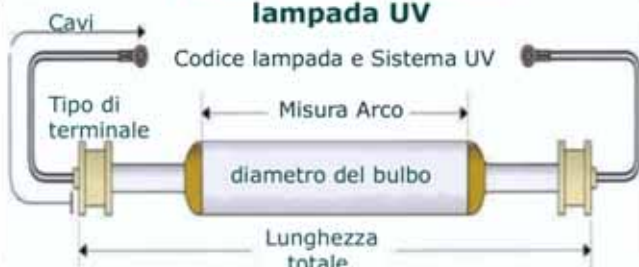 lampada UV
Cavi
Codice lampada e Sistema UV
Tipo di
terminale
Misura Arco
diametro del bulbo
Lunghezza
totale